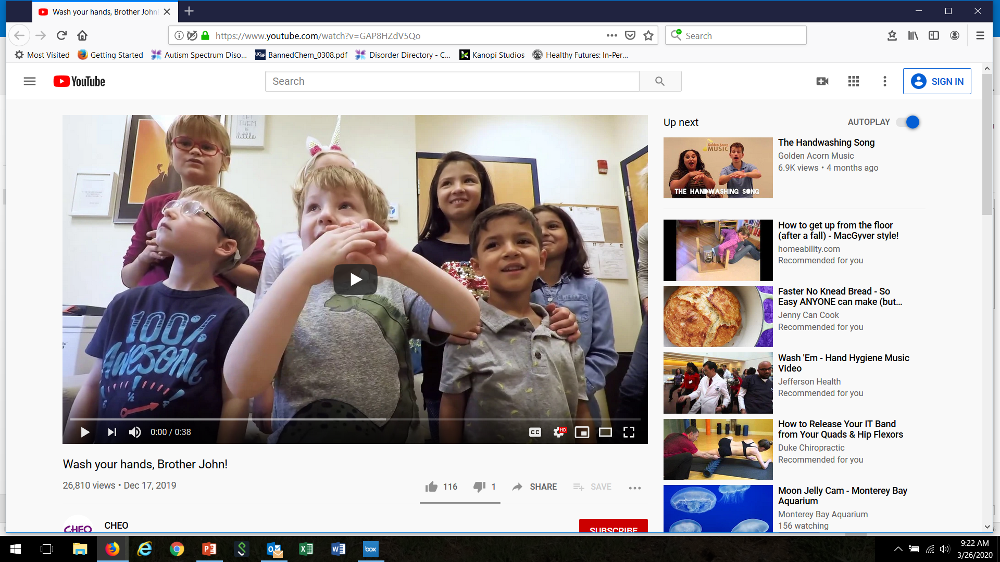 Wash your hands, Brother John!
https://www.youtube.com/watch?v=GAP8HZdV5Qo
Search
Most Visited
Getting Started
Autism Spectrum Diso...
UCSF
BannedChem_0308.pdf
Disorder Directory - C...
Kanopi Studios
Healthy Futures: In-Per...
YouTube
Search
SIGN IN
LET
THEM
be
little
100%
AWESOME
0:00 / 0:38
CC
HD
Wash your hands, Brother John!
26,810 views • Dec 17, 2019
116
1
SHARE
SAVE
CHEO
CHEO
SUBSCRIBE
Up next
AUTOPLAY
Golden Acorn
MUSIC
THE HANDWASHING SONG
The Handwashing Song
Golden Acorn Music
6.9K views • 4 months ago
How to get up from the floor
(after a fall) - MacGyver style!
homeability.com
Recommended for you
Faster No Knead Bread - So
Easy ANYONE can make (but...
Jenny Can Cook
Recommended for you
Wash 'Em - Hand Hygiene Music
Video
Jefferson Health
Recommended for you
How to Release Your IT Band
from Your Quads & Hip Flexors
Duke Chiropractic
Recommended for you
Moon Jelly Cam - Monterey Bay
Aquarium
Monterey Bay Aquarium
156 watching
box
9:22 AM
3/26/2020